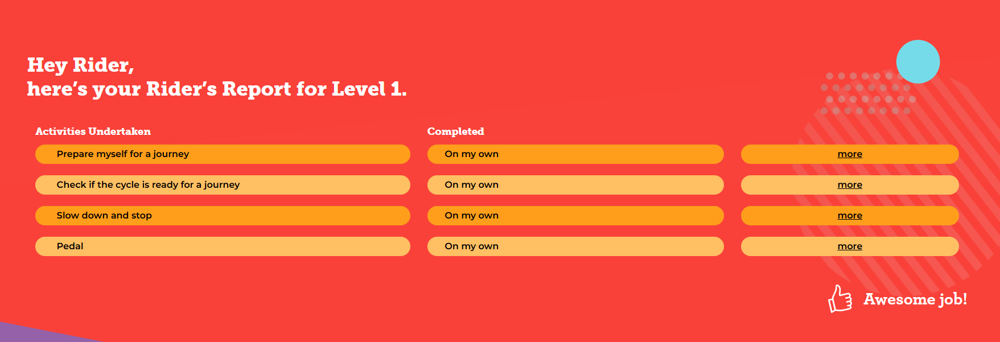 Hey Rider,
here's your Rider's Report for Level 1.
Activities Undertaken Completed
Prepare myself for a journey On my own more
Check if the cycle is ready for a journey On my own more
Slow down and stop On my own more
Pedal On my own more
Awesome job!